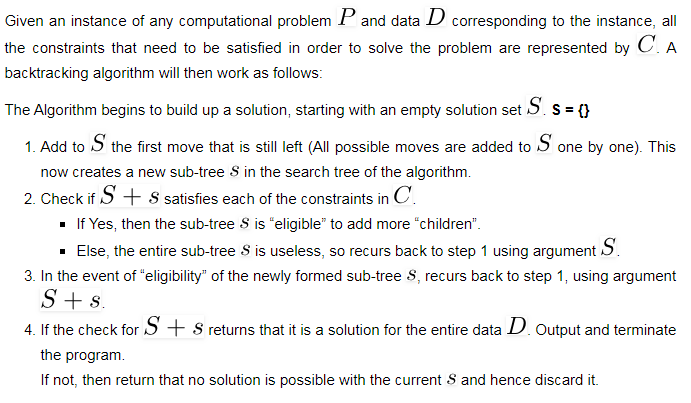 Given an instance of any computational problem P and data D corresponding to the instance, all
the constraints that need to be satisfied in order to solve the problem are represented by C. A
backtracking algorithm will then work as follows:
The Algorithm begins to build up a solution, starting with an empty solution set S. S = {}
1. Add to S the first move that is still left (All possible moves are added to S one by one). This
now creates a new sub-tree s in the search tree of the algorithm.
2. Check if S + s satisfies each of the constraints in C.
▪ If Yes, then the sub-tree s is “eligible” to add more “children”.
▪ Else, the entire sub-tree s is useless, so recurs back to step 1 using argument S.
3. In the event of “eligibility” of the newly formed sub-tree s, recurs back to step 1, using argument
S + s.
4. If the check for S + s returns that it is a solution for the entire data D. Output and terminate
the program.
If not, then return that no solution is possible with the current s and hence discard it.